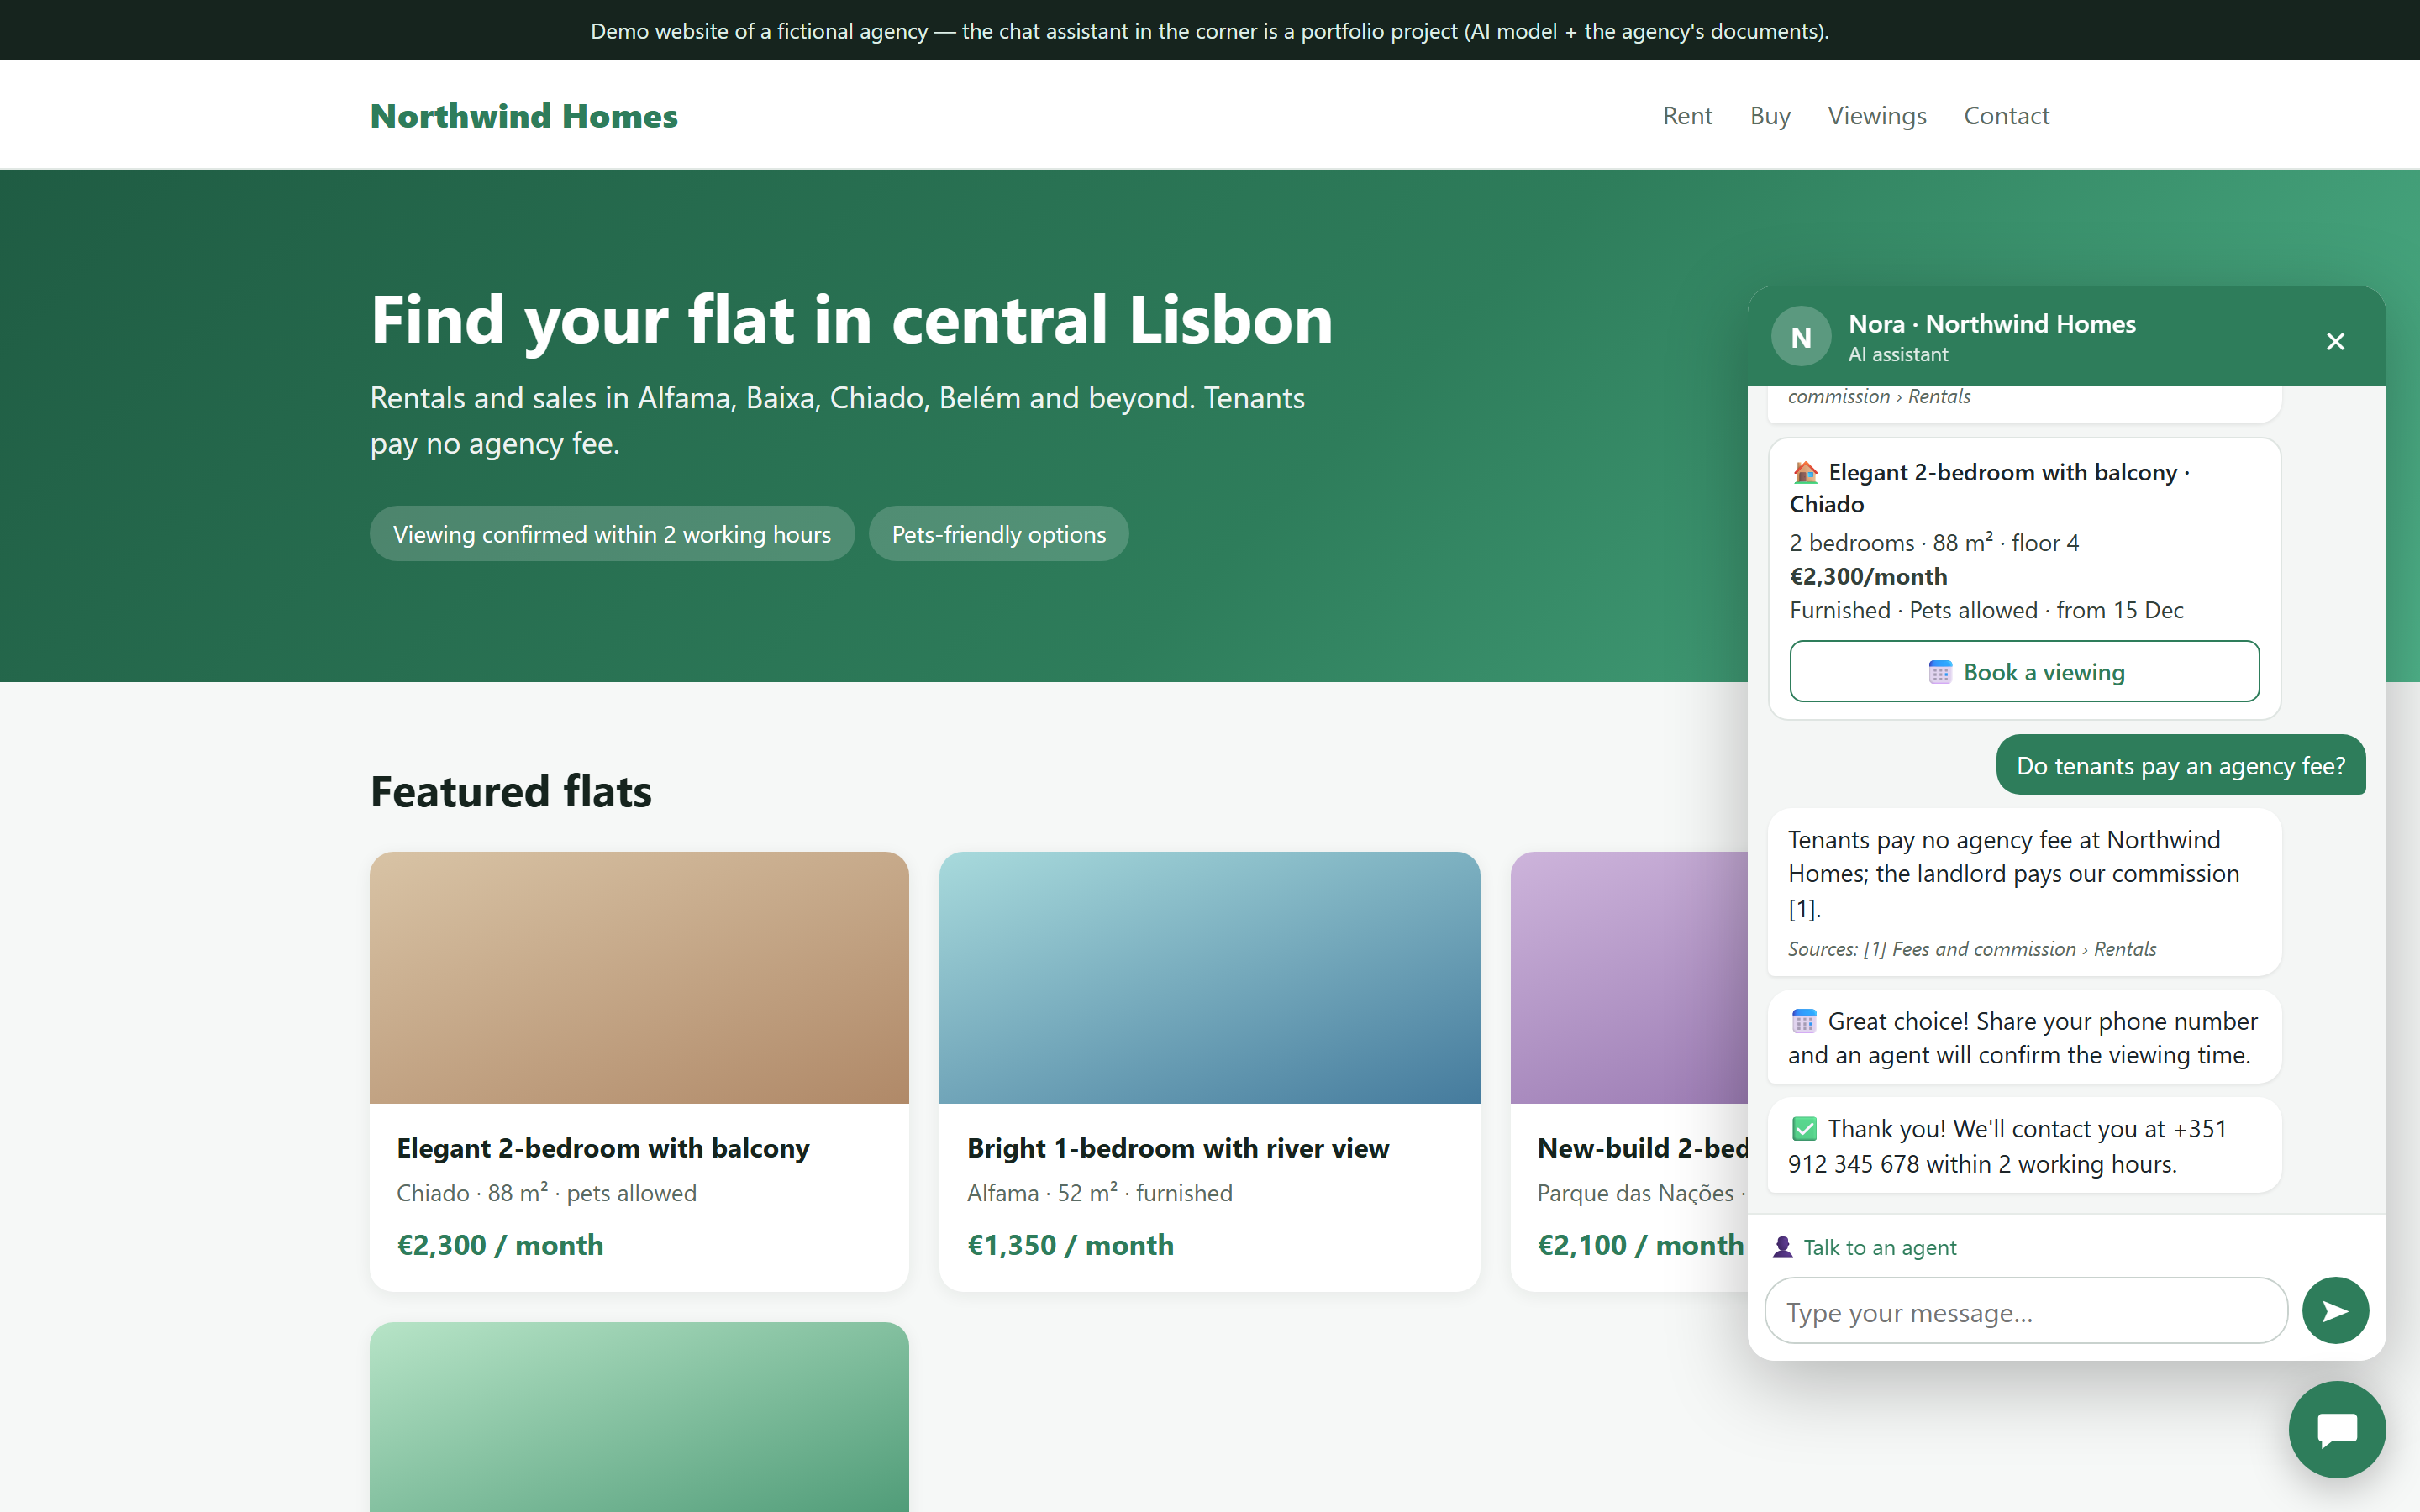 Demo website of a fictional agency — the chat assistant in the corner is a portfolio project (AI model + the agency's documents).
Northwind Homes
Rent Buy Viewings Contact
Find your flat in central Lisbon
Rentals and sales in Alfama, Baixa, Chiado, Belém and beyond. Tenants
pay no agency fee.
Viewing confirmed within 2 working hours
Pets-friendly options
Featured flats
Elegant 2-bedroom with balcony
Chiado · 88 m² · pets allowed
€2,300 / month
Bright 1-bedroom with river view
Alfama · 52 m² · furnished
€1,350 / month
New-build 2-bed
Parque das Nações ·
€2,100 / month
N
Nora · Northwind Homes
AI assistant
commission › Rentals
🏠 Elegant 2-bedroom with balcony ·
Chiado
2 bedrooms · 88 m² · floor 4
€2,300/month
Furnished · Pets allowed · from 15 Dec
🗓️ Book a viewing
Do tenants pay an agency fee?
Tenants pay no agency fee at Northwind
Homes; the landlord pays our commission
[1].
Sources: [1] Fees and commission › Rentals
🗓️ Great choice! Share your phone number
and an agent will confirm the viewing time.
✅ Thank you! We'll contact you at +351
912 345 678 within 2 working hours.
👤 Talk to an agent
Type your message...